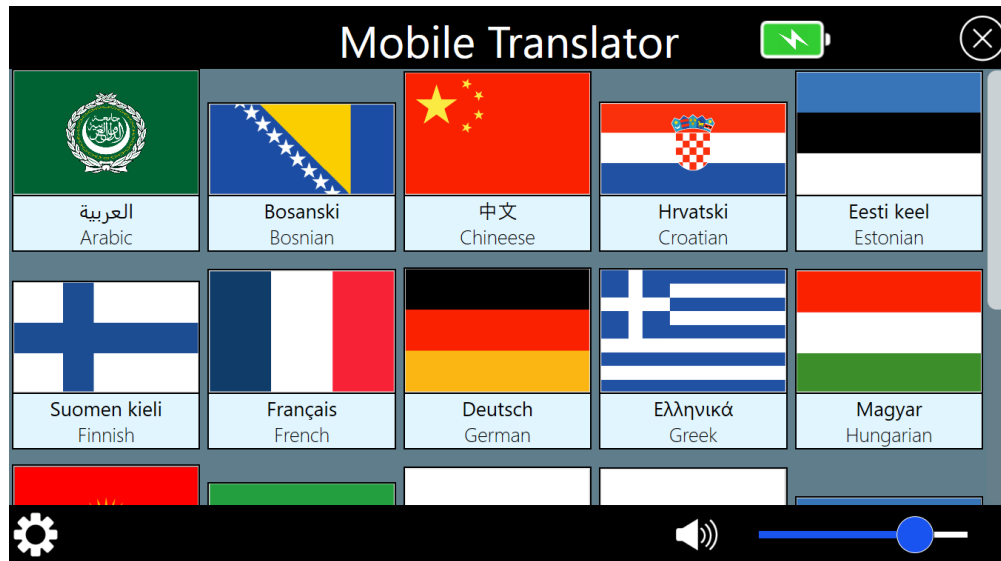 Mobile Translator
العربية
Arabic
Bosanski
Bosnian
中文
Chineese
Hrvatski
Croatian
Eesti keel
Estonian
Suomen kieli
Finnish
Français
French
Deutsch
German
Ελληνικά
Greek
Magyar
Hungarian